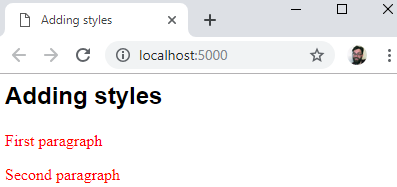 Adding styles
localhost:5000
Adding styles
First paragraph
Second paragraph